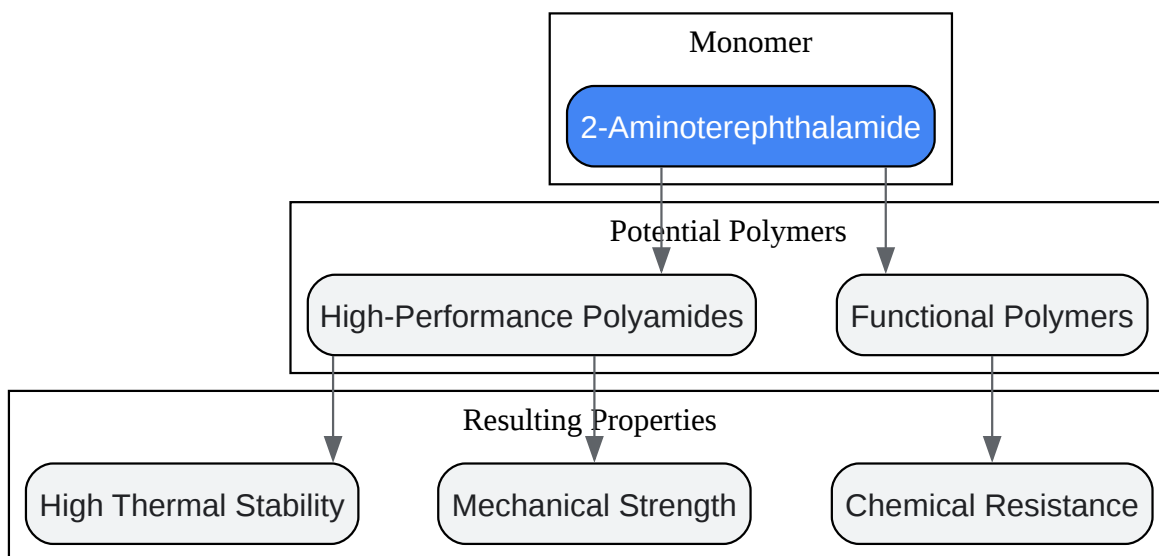 Monomer
2-Aminoterephthalamide
Potential Polymers
High-Performance Polyamides
Functional Polymers
Resulting Properties
High Thermal Stability
Mechanical Strength
Chemical Resistance